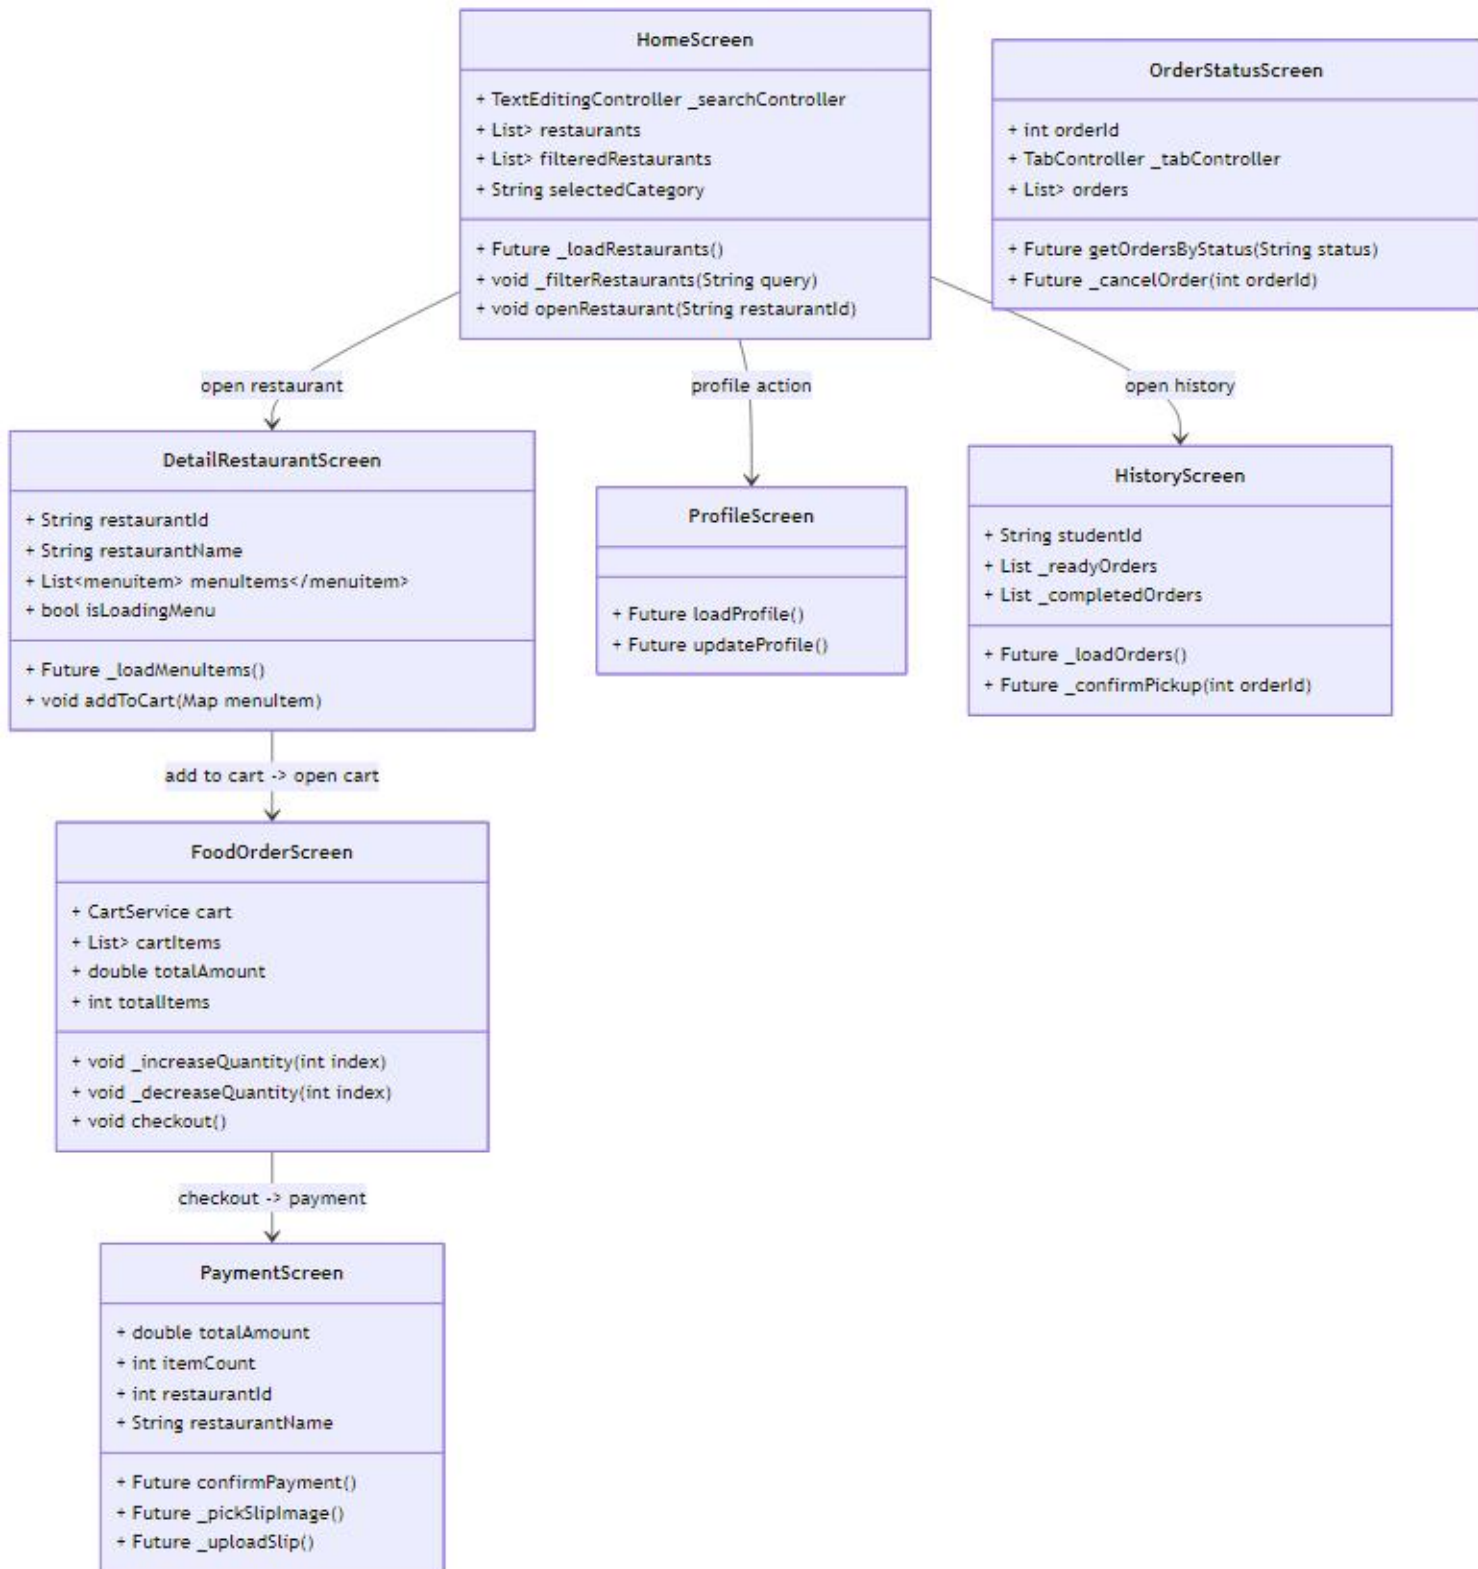 HomeScreen
+ TextEditingController _searchController
+ List> restaurants
+ List> filteredRestaurants
+ String selectedCategory
+ Future _loadRestaurants()
+ void _filterRestaurants(String query)
+ void openRestaurant(String restaurantId)
OrderStatusScreen
+ int orderId
+ TabController _tabController
+ List> orders
+ Future getOrdersByStatus(String status)
+ Future _cancelOrder(int orderId)
open restaurant
profile action
open history
DetailRestaurantScreen
+ String restaurantId
+ String restaurantName
+ List<menuitem> menuItems</menuitem>
+ bool isLoadingMenu
+ Future _loadMenuItems()
+ void addToCart(Map menuItem)
ProfileScreen
+ Future loadProfile()
+ Future updateProfile()
HistoryScreen
+ String studentId
+ List _readyOrders
+ List _completedOrders
+ Future _loadOrders()
+ Future _confirmPickup(int orderId)
add to cart -> open cart
FoodOrderScreen
+ CartService cart
+ List> cartItems
+ double totalAmount
+ int totalItems
+ void _increaseQuantity(int index)
+ void _decreaseQuantity(int index)
+ void checkout()
checkout -> payment
PaymentScreen
+ double totalAmount
+ int itemCount
+ int restaurantId
+ String restaurantName
+ Future confirmPayment()
+ Future _pickSlipImage()
+ Future _uploadSlip()